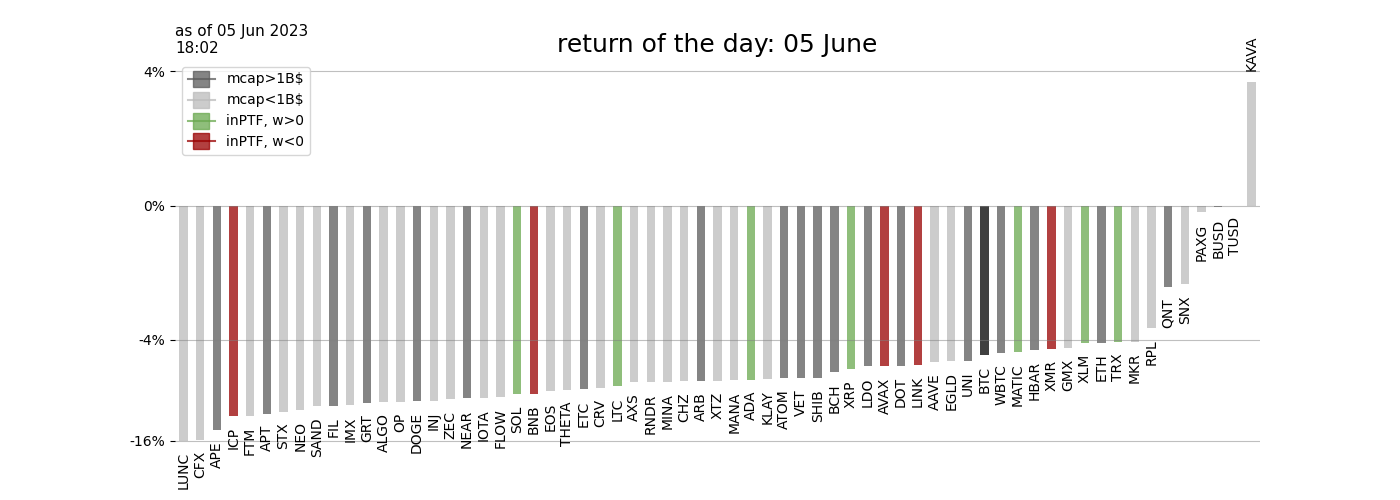 as of 05 Jun 2023
18:02
return of the day: 05 June
mcap>1B$
mcap<1B$
inPTF, w>0
inPTF, w<0
4%
0%
-4%
-16%
LUNC
CFX
APE
ICP
FTM
APT
STX
NEO
SAND
FIL
IMX
GRT
ALGO
OP
DOGE
INJ
ZEC
NEAR
IOTA
FLOW
SOL
BNB
EOS
THETA
ETC
CRV
LTC
AXS
RNDR
MINA
CHZ
ARB
XTZ
MANA
ADA
KLAY
ATOM
VET
SHIB
BCH
XRP
LDO
AVAX
DOT
LINK
AAVE
EGLD
UNI
BTC
WBTC
MATIC
HBAR
XMR
GMX
XLM
ETH
TRX
MKR
RPL
QNT
SNX
PAXG
BUSD
TUSD
KAVA